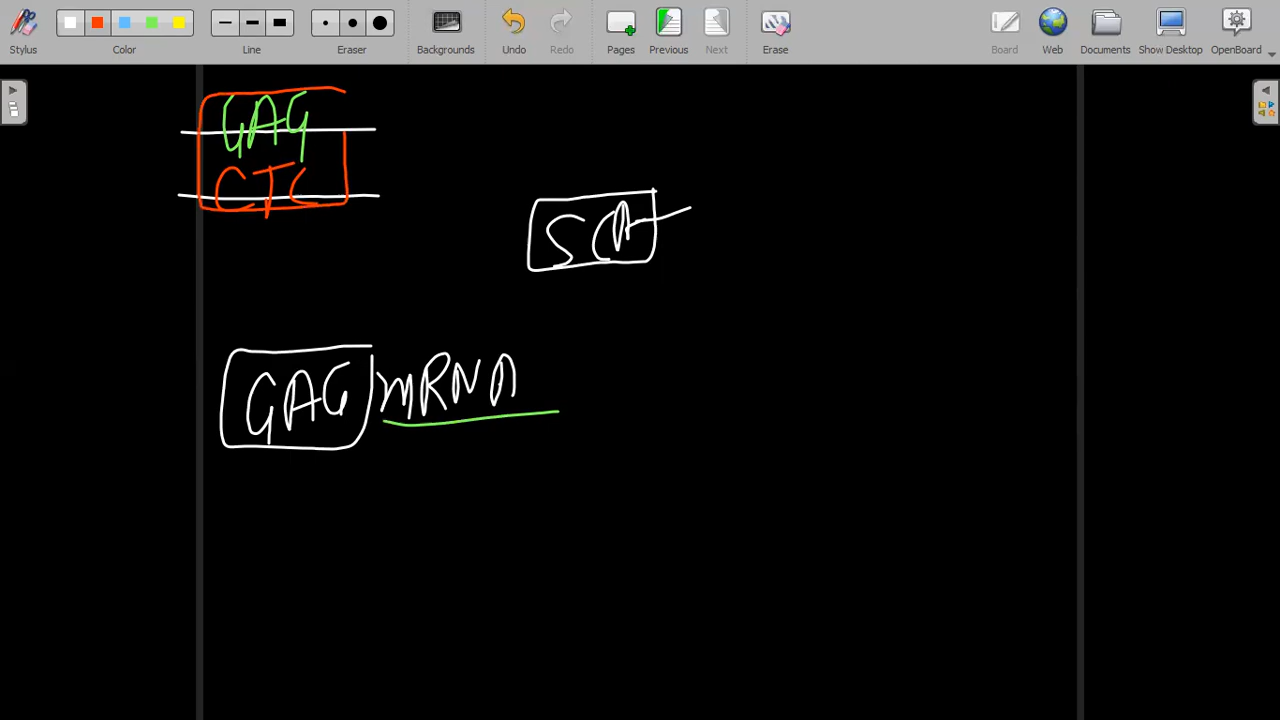 Stylus Color Line Eraser Backgrounds Undo Redo Pages Previous Next Erase Board Web Documents Show Desktop OpenBoard
GAG
CTC
SCA
GAG mRNA